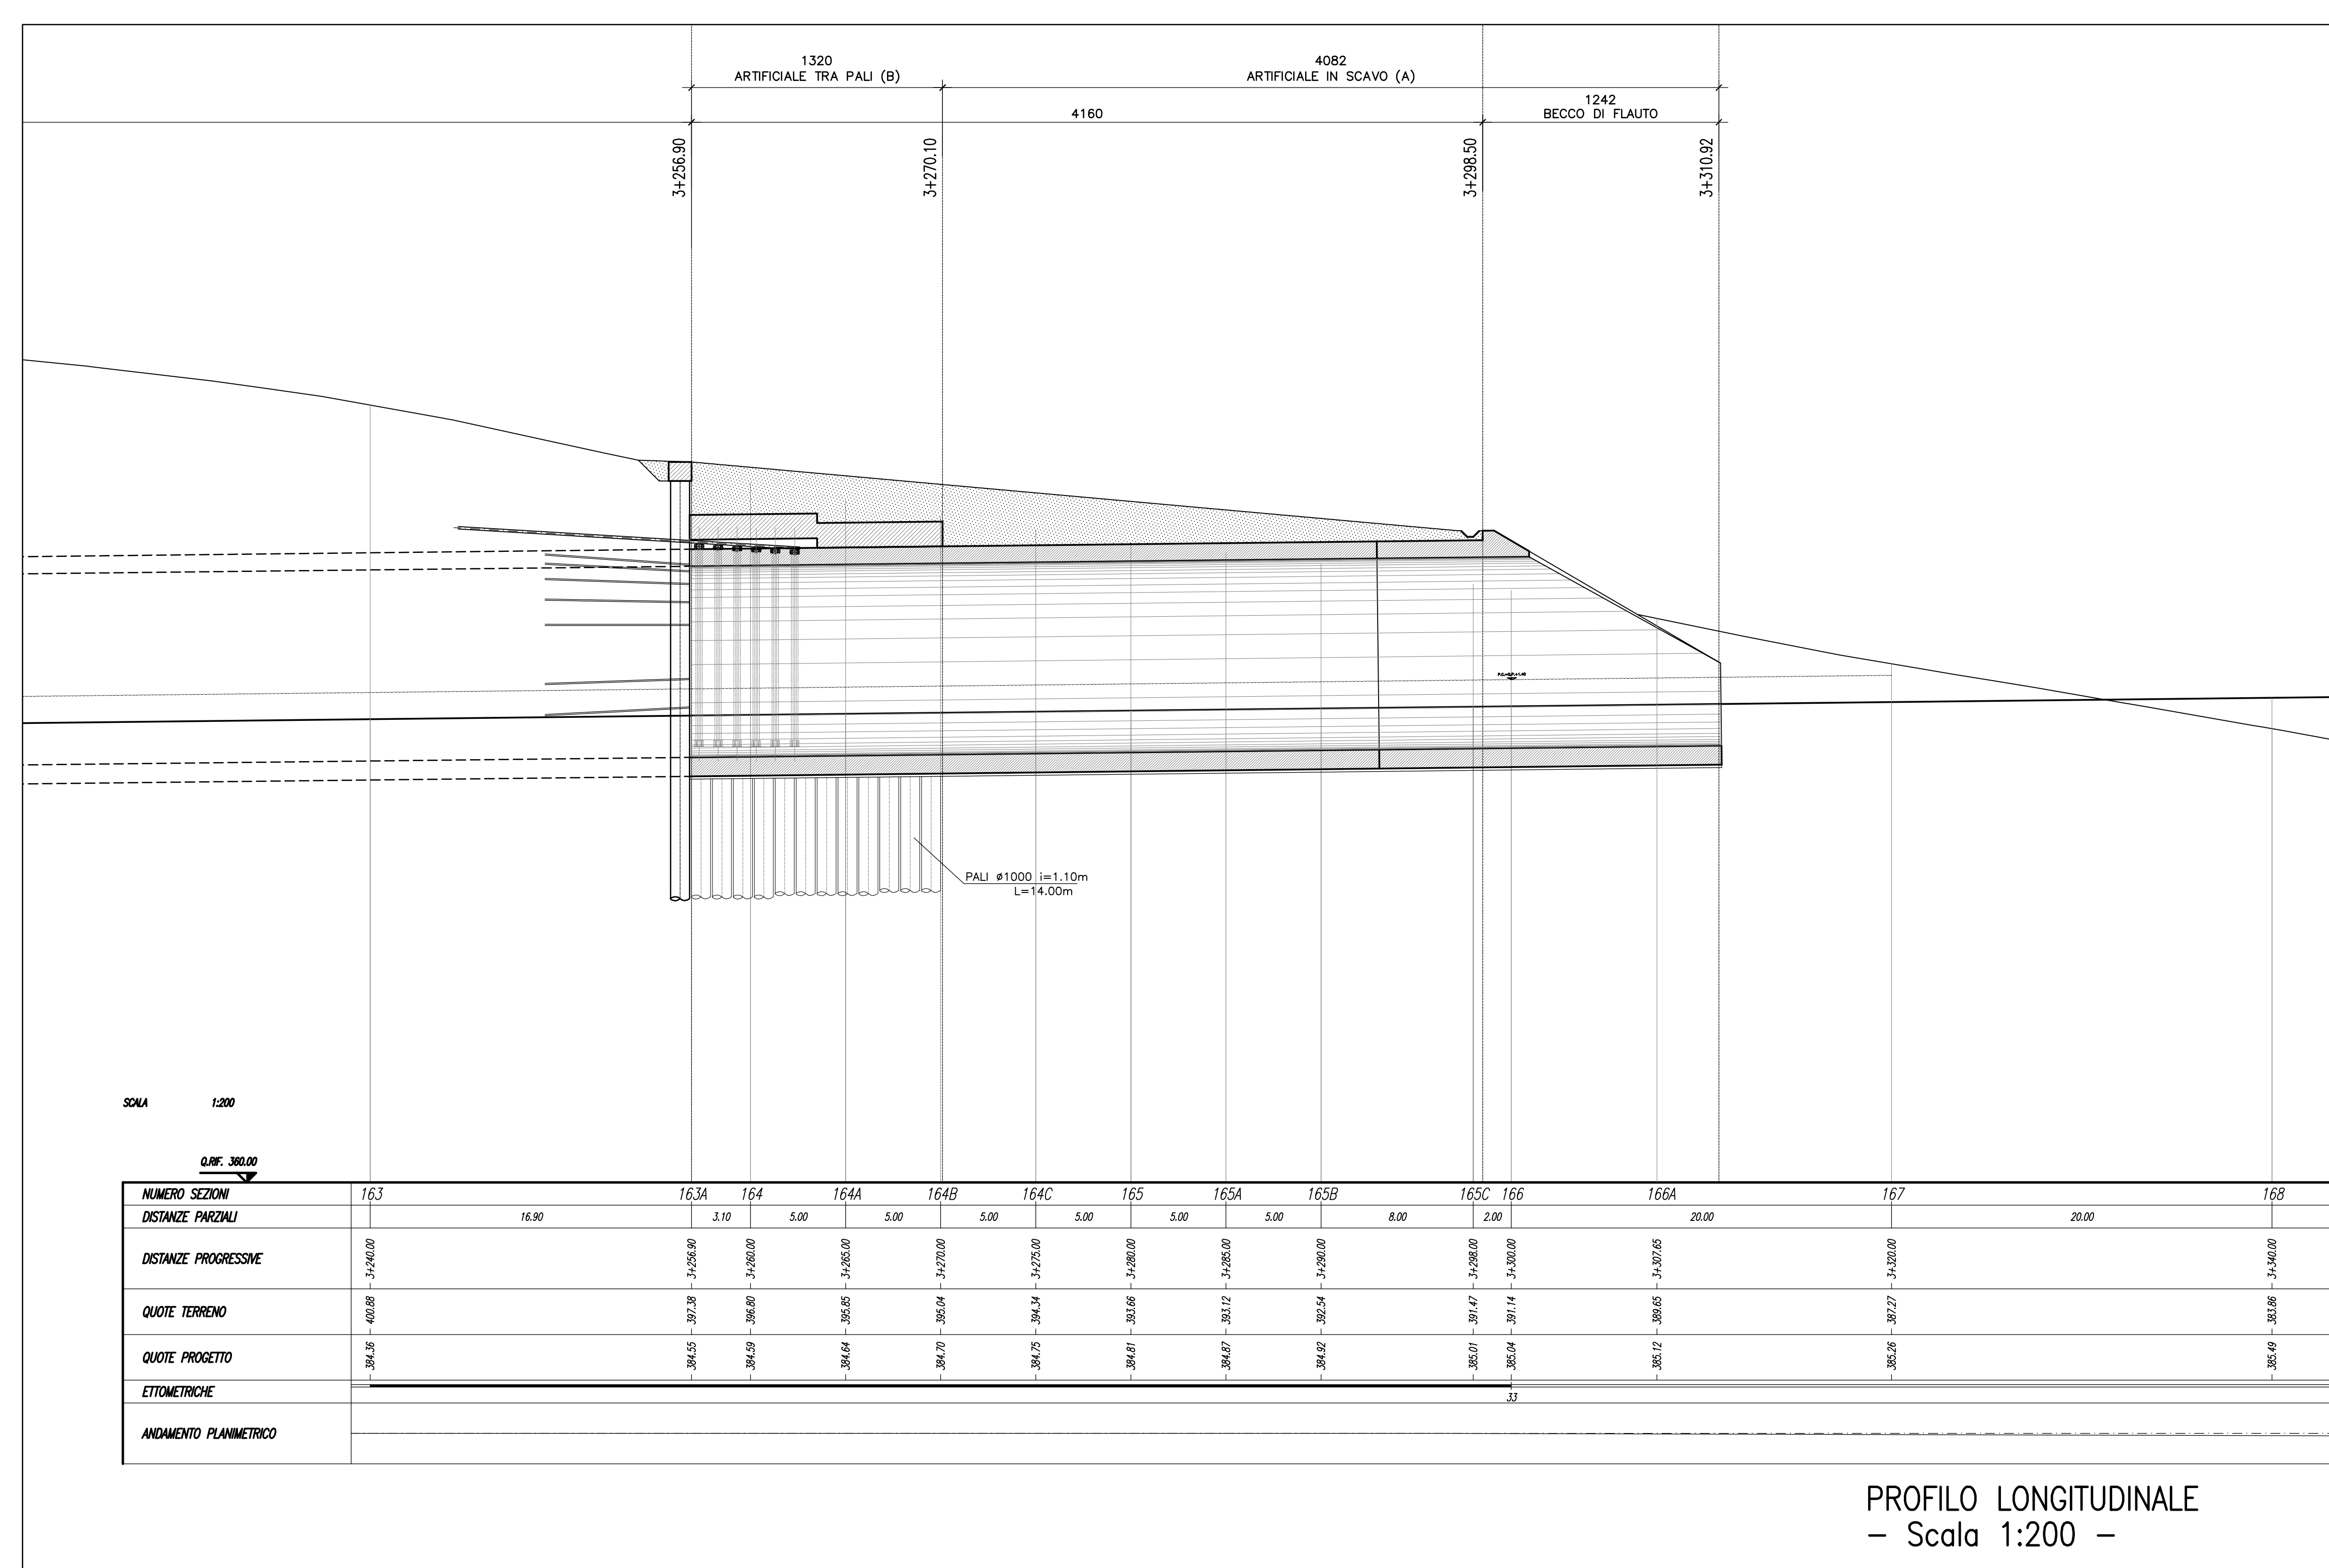 1320
ARTIFICIALE TRA PALI (B)
4082
ARTIFICIALE IN SCAVO (A)
4160
1242
BECCO DI FLAUTO
3+256.90
3+270.10
3+298.50
3+310.92
P.C.=Q.P.+1.40
PALI ø1000 i=1.10m
L=14.00m
SCALA 1:200
Q.RIF. 360.00
NUMERO SEZIONI 163 163A 164 164A 164B 164C 165 165A 165B 165C 166 166A 167 168
DISTANZE PARZIALI 16.90 3.10 5.00 5.00 5.00 5.00 5.00 5.00 8.00 2.00 20.00 20.00
DISTANZE PROGRESSIVE 3+240.00 3+256.90 3+260.00 3+265.00 3+270.00 3+275.00 3+280.00 3+285.00 3+290.00 3+298.00 3+300.00 3+307.65 3+320.00 3+340.00
QUOTE TERRENO 400.88 397.38 396.80 395.85 395.04 394.34 393.66 393.12 392.54 391.47 391.14 389.65 387.27 383.86
QUOTE PROGETTO 384.36 384.55 384.59 384.64 384.70 384.75 384.81 384.87 384.92 385.01 385.04 385.12 385.26 385.49
ETTOMETRICHE 33
ANDAMENTO PLANIMETRICO
PROFILO LONGITUDINALE
– Scala 1:200 –